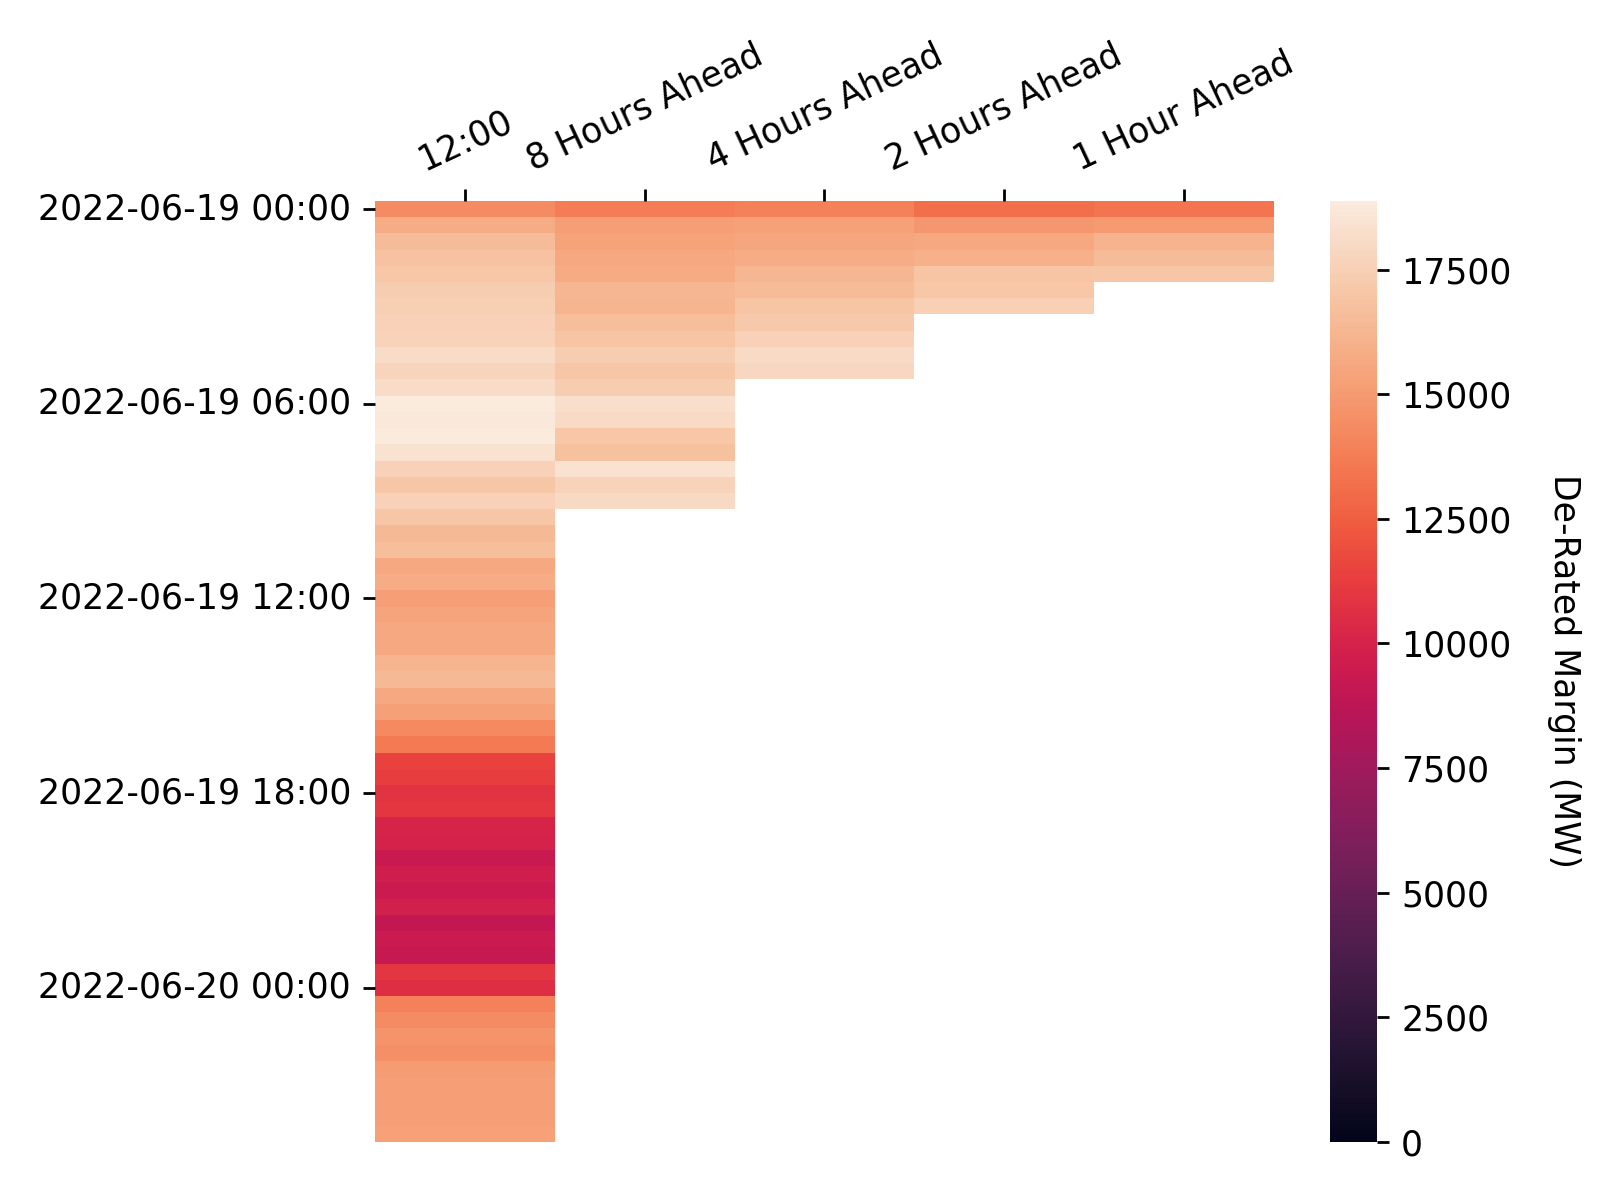 12:00
8 Hours Ahead
4 Hours Ahead
2 Hours Ahead
1 Hour Ahead
2022-06-19 00:00
2022-06-19 06:00
2022-06-19 12:00
2022-06-19 18:00
2022-06-20 00:00
17500
15000
12500
10000
7500
5000
2500
0
De-Rated Margin (MW)